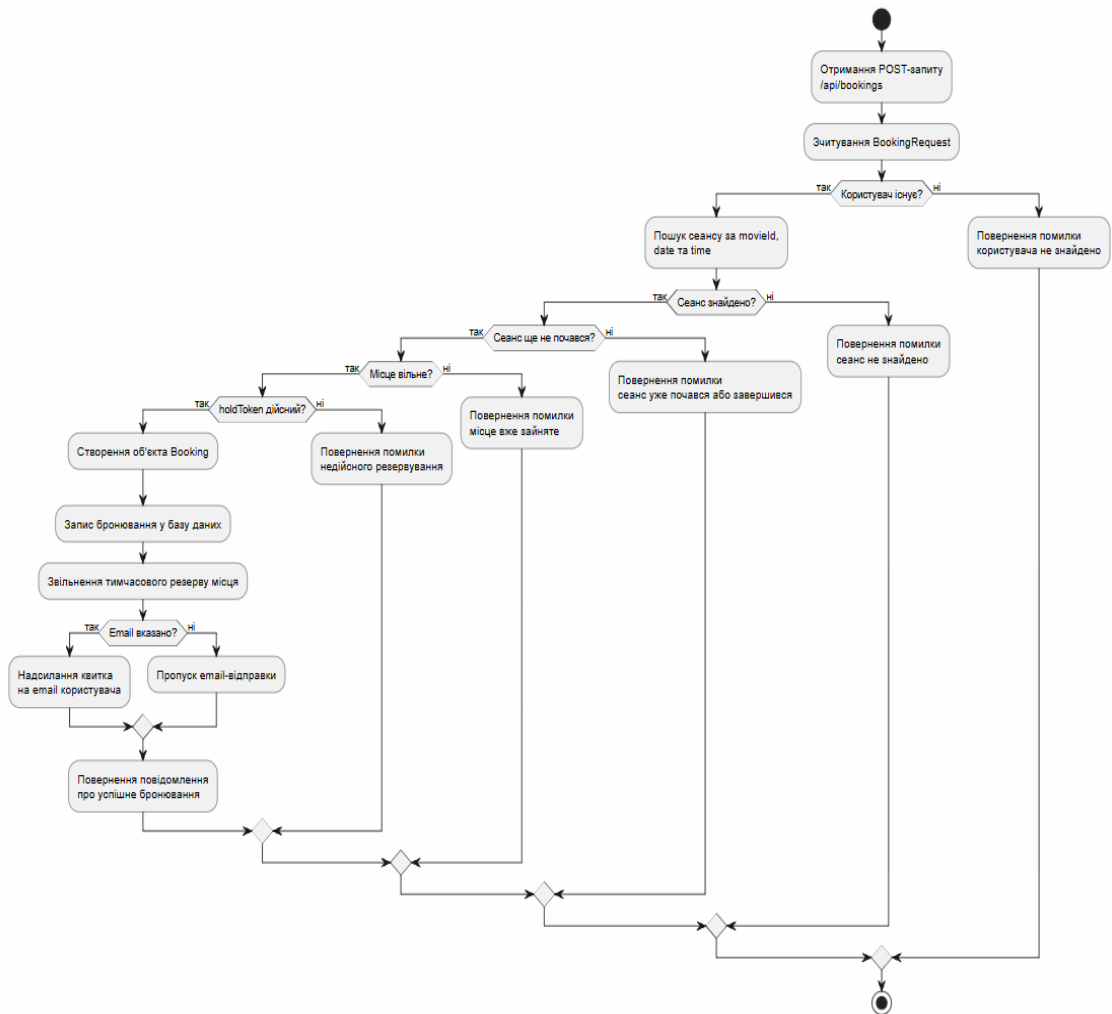 Отримання POST-запиту
/api/bookings
Зчитування BookingRequest
так
Користувач існує?
ні
Пошук сеансу за movieId,
date та time
Повернення помилки
користувача не знайдено
так
Сеанс знайдено?
ні
так
Сеанс ще не почався?
ні
Повернення помилки
сеанс не знайдено
так
Місце вільне?
ні
Повернення помилки
сеанс уже почався або завершився
так
holdToken дійсний?
ні
Повернення помилки
місце вже зайняте
Створення об'єкта Booking
Повернення помилки
недійсного резервування
Запис бронювання у базу даних
Звільнення тимчасового резерву місця
так
Email вказано?
ні
Надсилання квитка
на email користувача
Пропуск email-відправки
Повернення повідомлення
про успішне бронювання